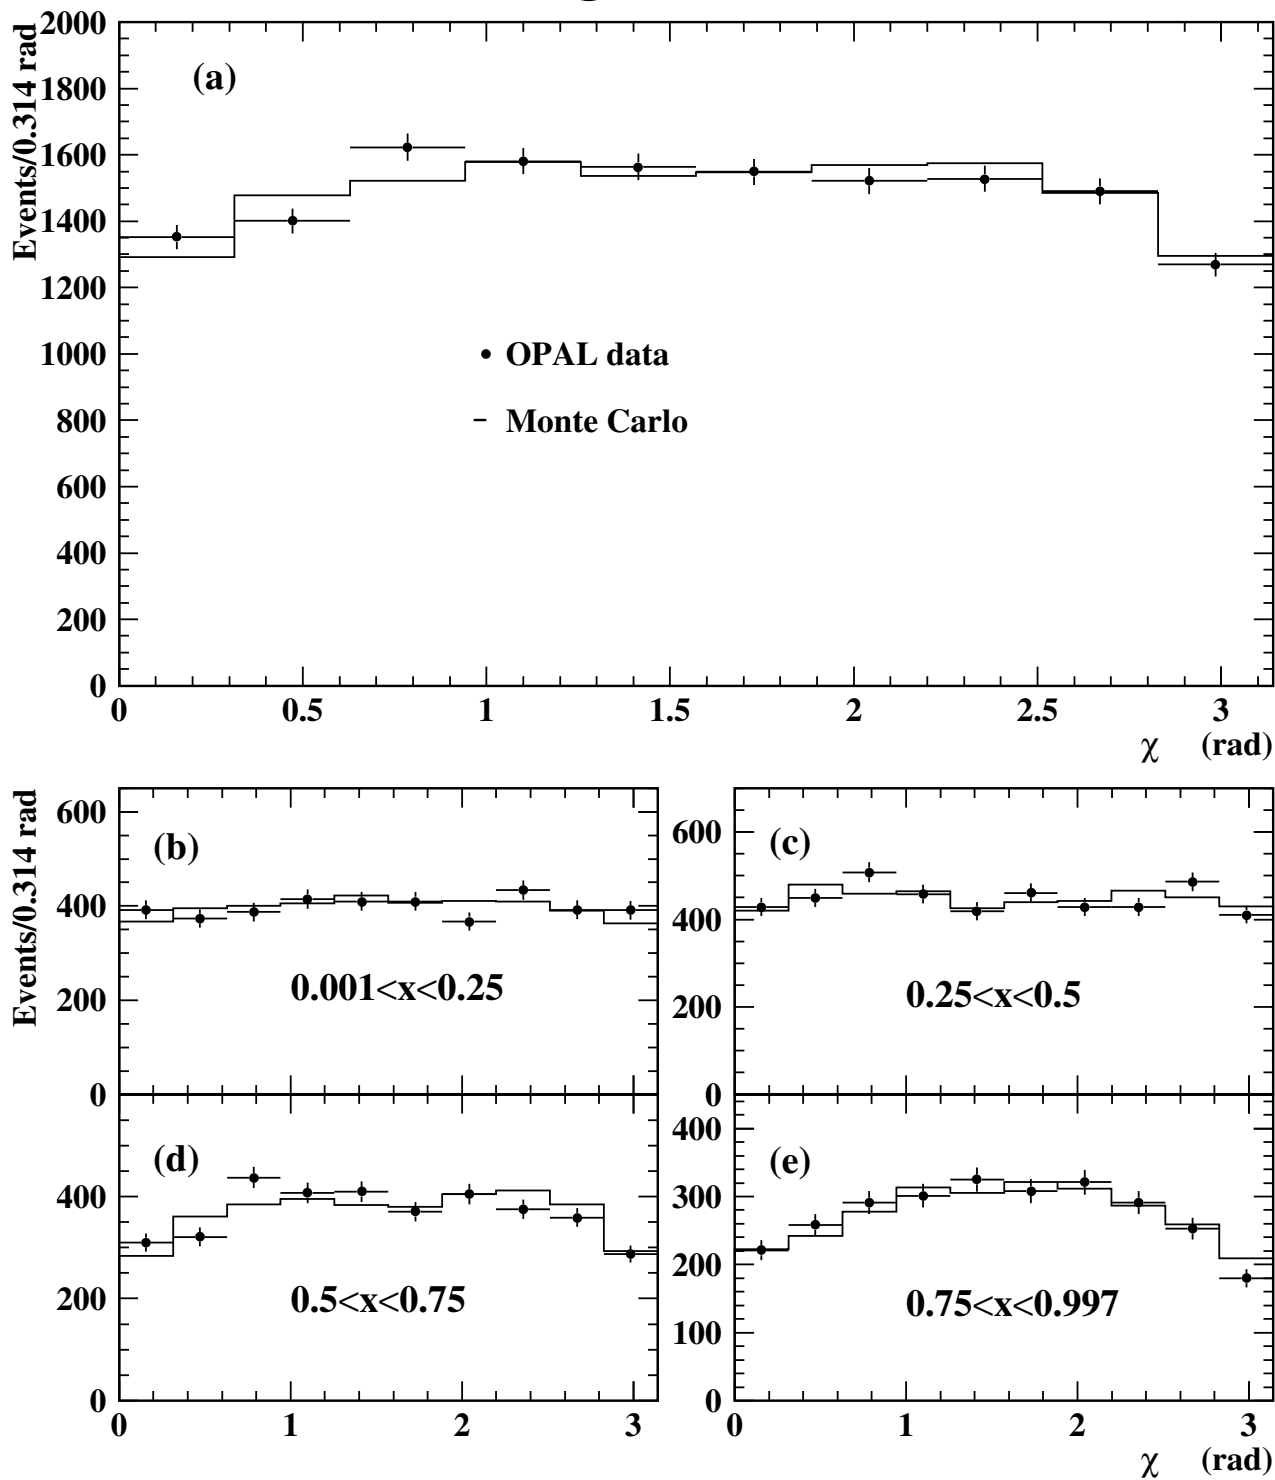 Events/0.314 rad
2000
1800
1600
1400
1200
1000
800
600
400
200
0
(a)
OPAL data
Monte Carlo
0 0.5 1 1.5 2 2.5 3
χ (rad)
Events/0.314 rad
600
400
200
0
(b)
0.001<x<0.25
600
400
200
0
(c)
0.25<x<0.5
400
200
0
(d)
0.5<x<0.75
0 1 2 3
400
300
200
100
0
(e)
0.75<x<0.997
0 1 2 3
χ (rad)